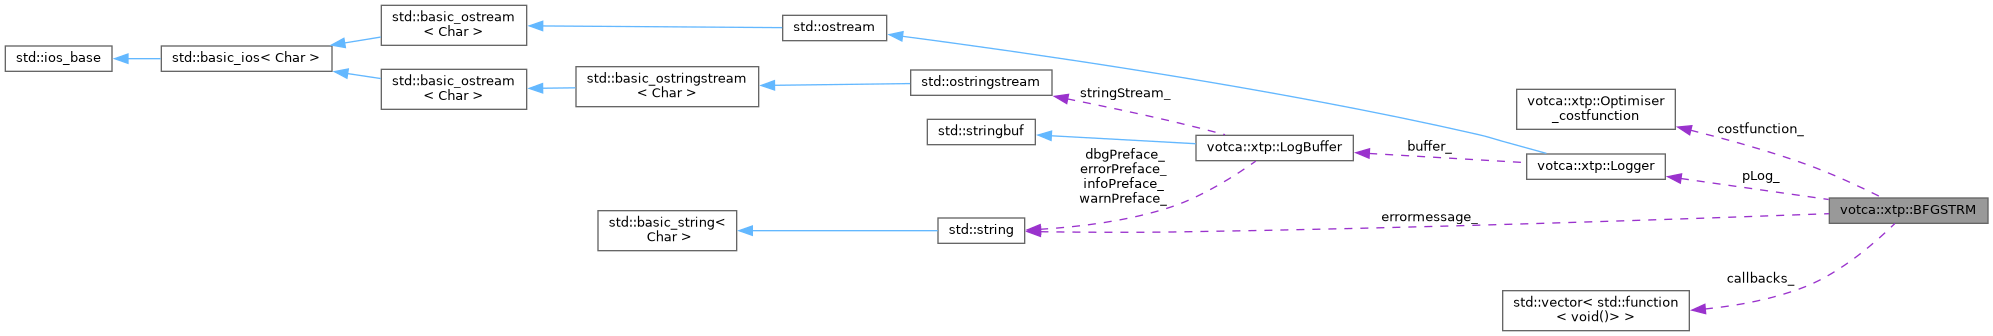 std::basic_ostream
< Char >
std::ostream
std::ios_base
std::basic_ios< Char >
std::basic_ostream
< Char >
std::basic_ostringstream
< Char >
std::ostringstream
stringStream_
votca::xtp::Optimiser
_costfunction
costfunction_
std::stringbuf
votca::xtp::LogBuffer
buffer_
votca::xtp::Logger
pLog_
dbgPreface_
errorPreface_
infoPreface_
warnPreface_
votca::xtp::BFGSTRM
std::basic_string<
Char >
std::string
errormessage_
callbacks_
std::vector< std::function
< void()> >